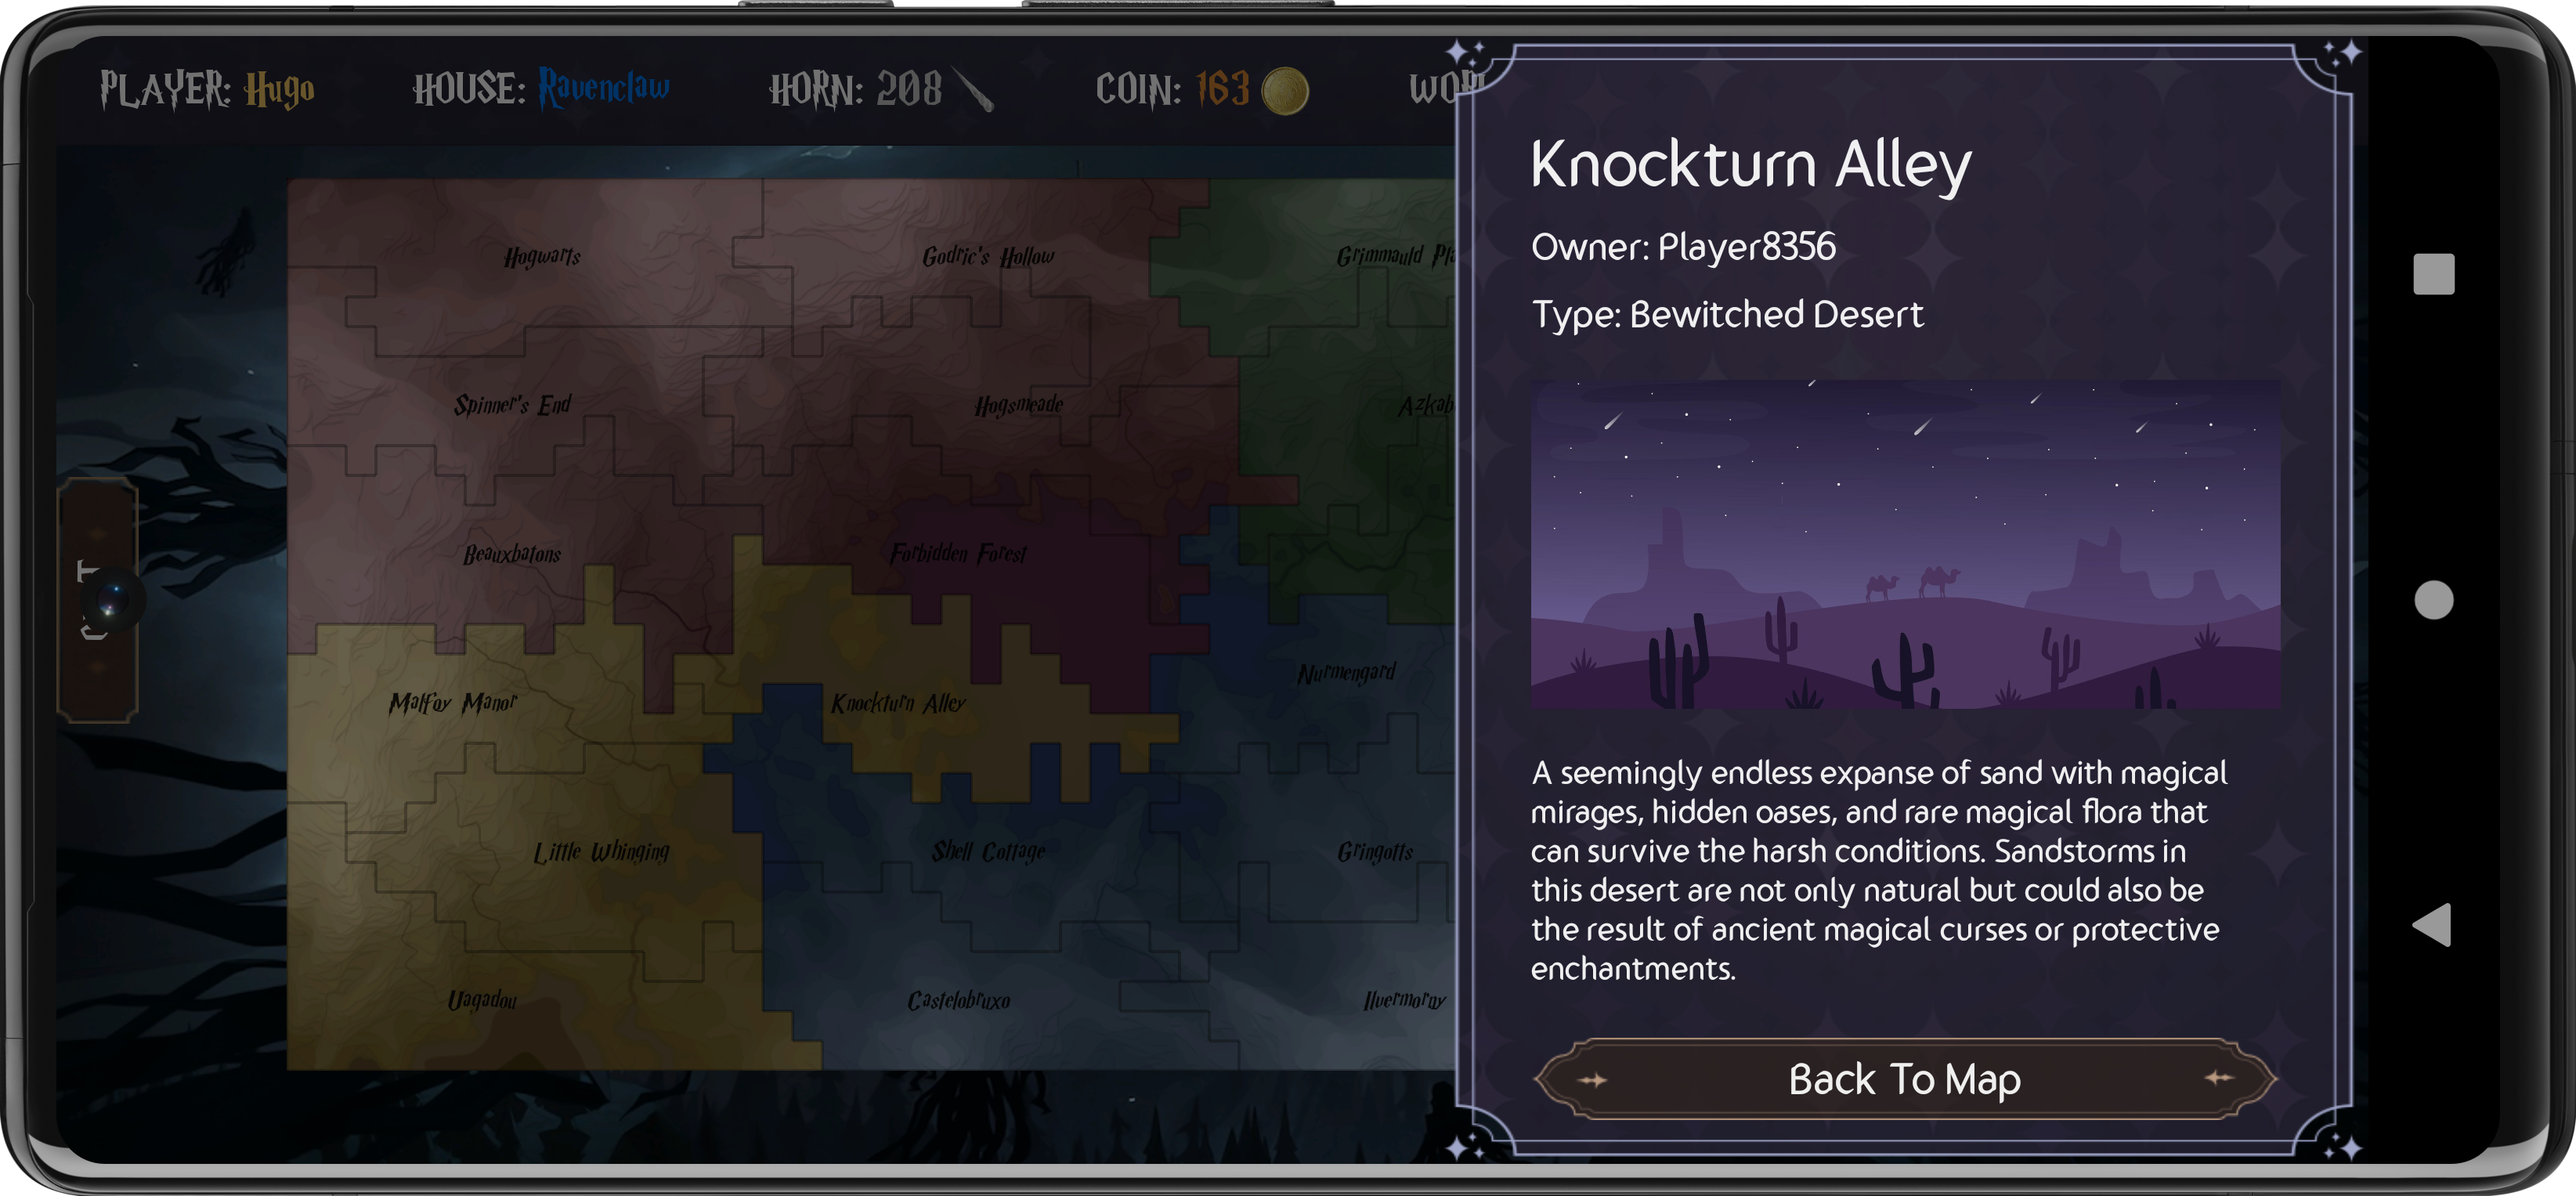 PLAYER: Hugo HOUSE: Ravenclaw HORN: 208 COIN: 163
Knockturn Alley
Owner: Player8356
Type: Bewitched Desert
A seemingly endless expanse of sand with magical
mirages, hidden oases, and rare magical flora that
can survive the harsh conditions. Sandstorms in
this desert are not only natural but could also be
the result of ancient magical curses or protective
enchantments.
Back To Map
Hogwarts Godric's Hollow Grimmauld
Spinner's End Hogsmeade
Beauxbatons Forbidden Forest
Nurmengard
Malfoy Manor Knockturn Alley
Little Whinging Shell Cottage Gringotts
Uagadou Castelobruxo Ilvermorny